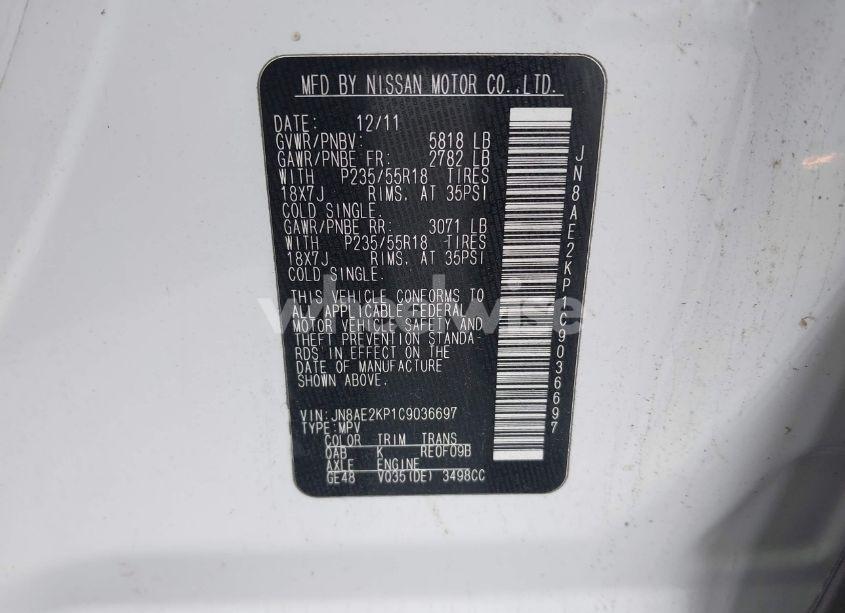 MFD BY NISSAN MOTOR CO.,LTD.
DATE: 12/11
GVWR/PNBV: 5818 LB
GAWR/PNBE FR: 2782 LB
WITH P235/55R18 TIRES
18X7J RIMS, AT 35PSI
COLD SINGLE.
GAWR/PNBE RR: 3071 LB
WITH P235/55R18 TIRES
18X7J RIMS, AT 35PSI
COLD SINGLE.
THIS VEHICLE CONFORMS TO
ALL APPLICABLE FEDERAL
MOTOR VEHICLE SAFETY AND
THEFT PREVENTION STANDA-
RDS IN EFFECT ON THE
DATE OF MANUFACTURE
SHOWN ABOVE.
VIN:JN8AE2KP1C9036697
TYPE:MPV
COLOR TRIM TRANS
OAB K RE0F09B
AXLE ENGINE
GE48 VQ35(DE) 3498CC
JN8AE2KP1C9036697
wheelwise